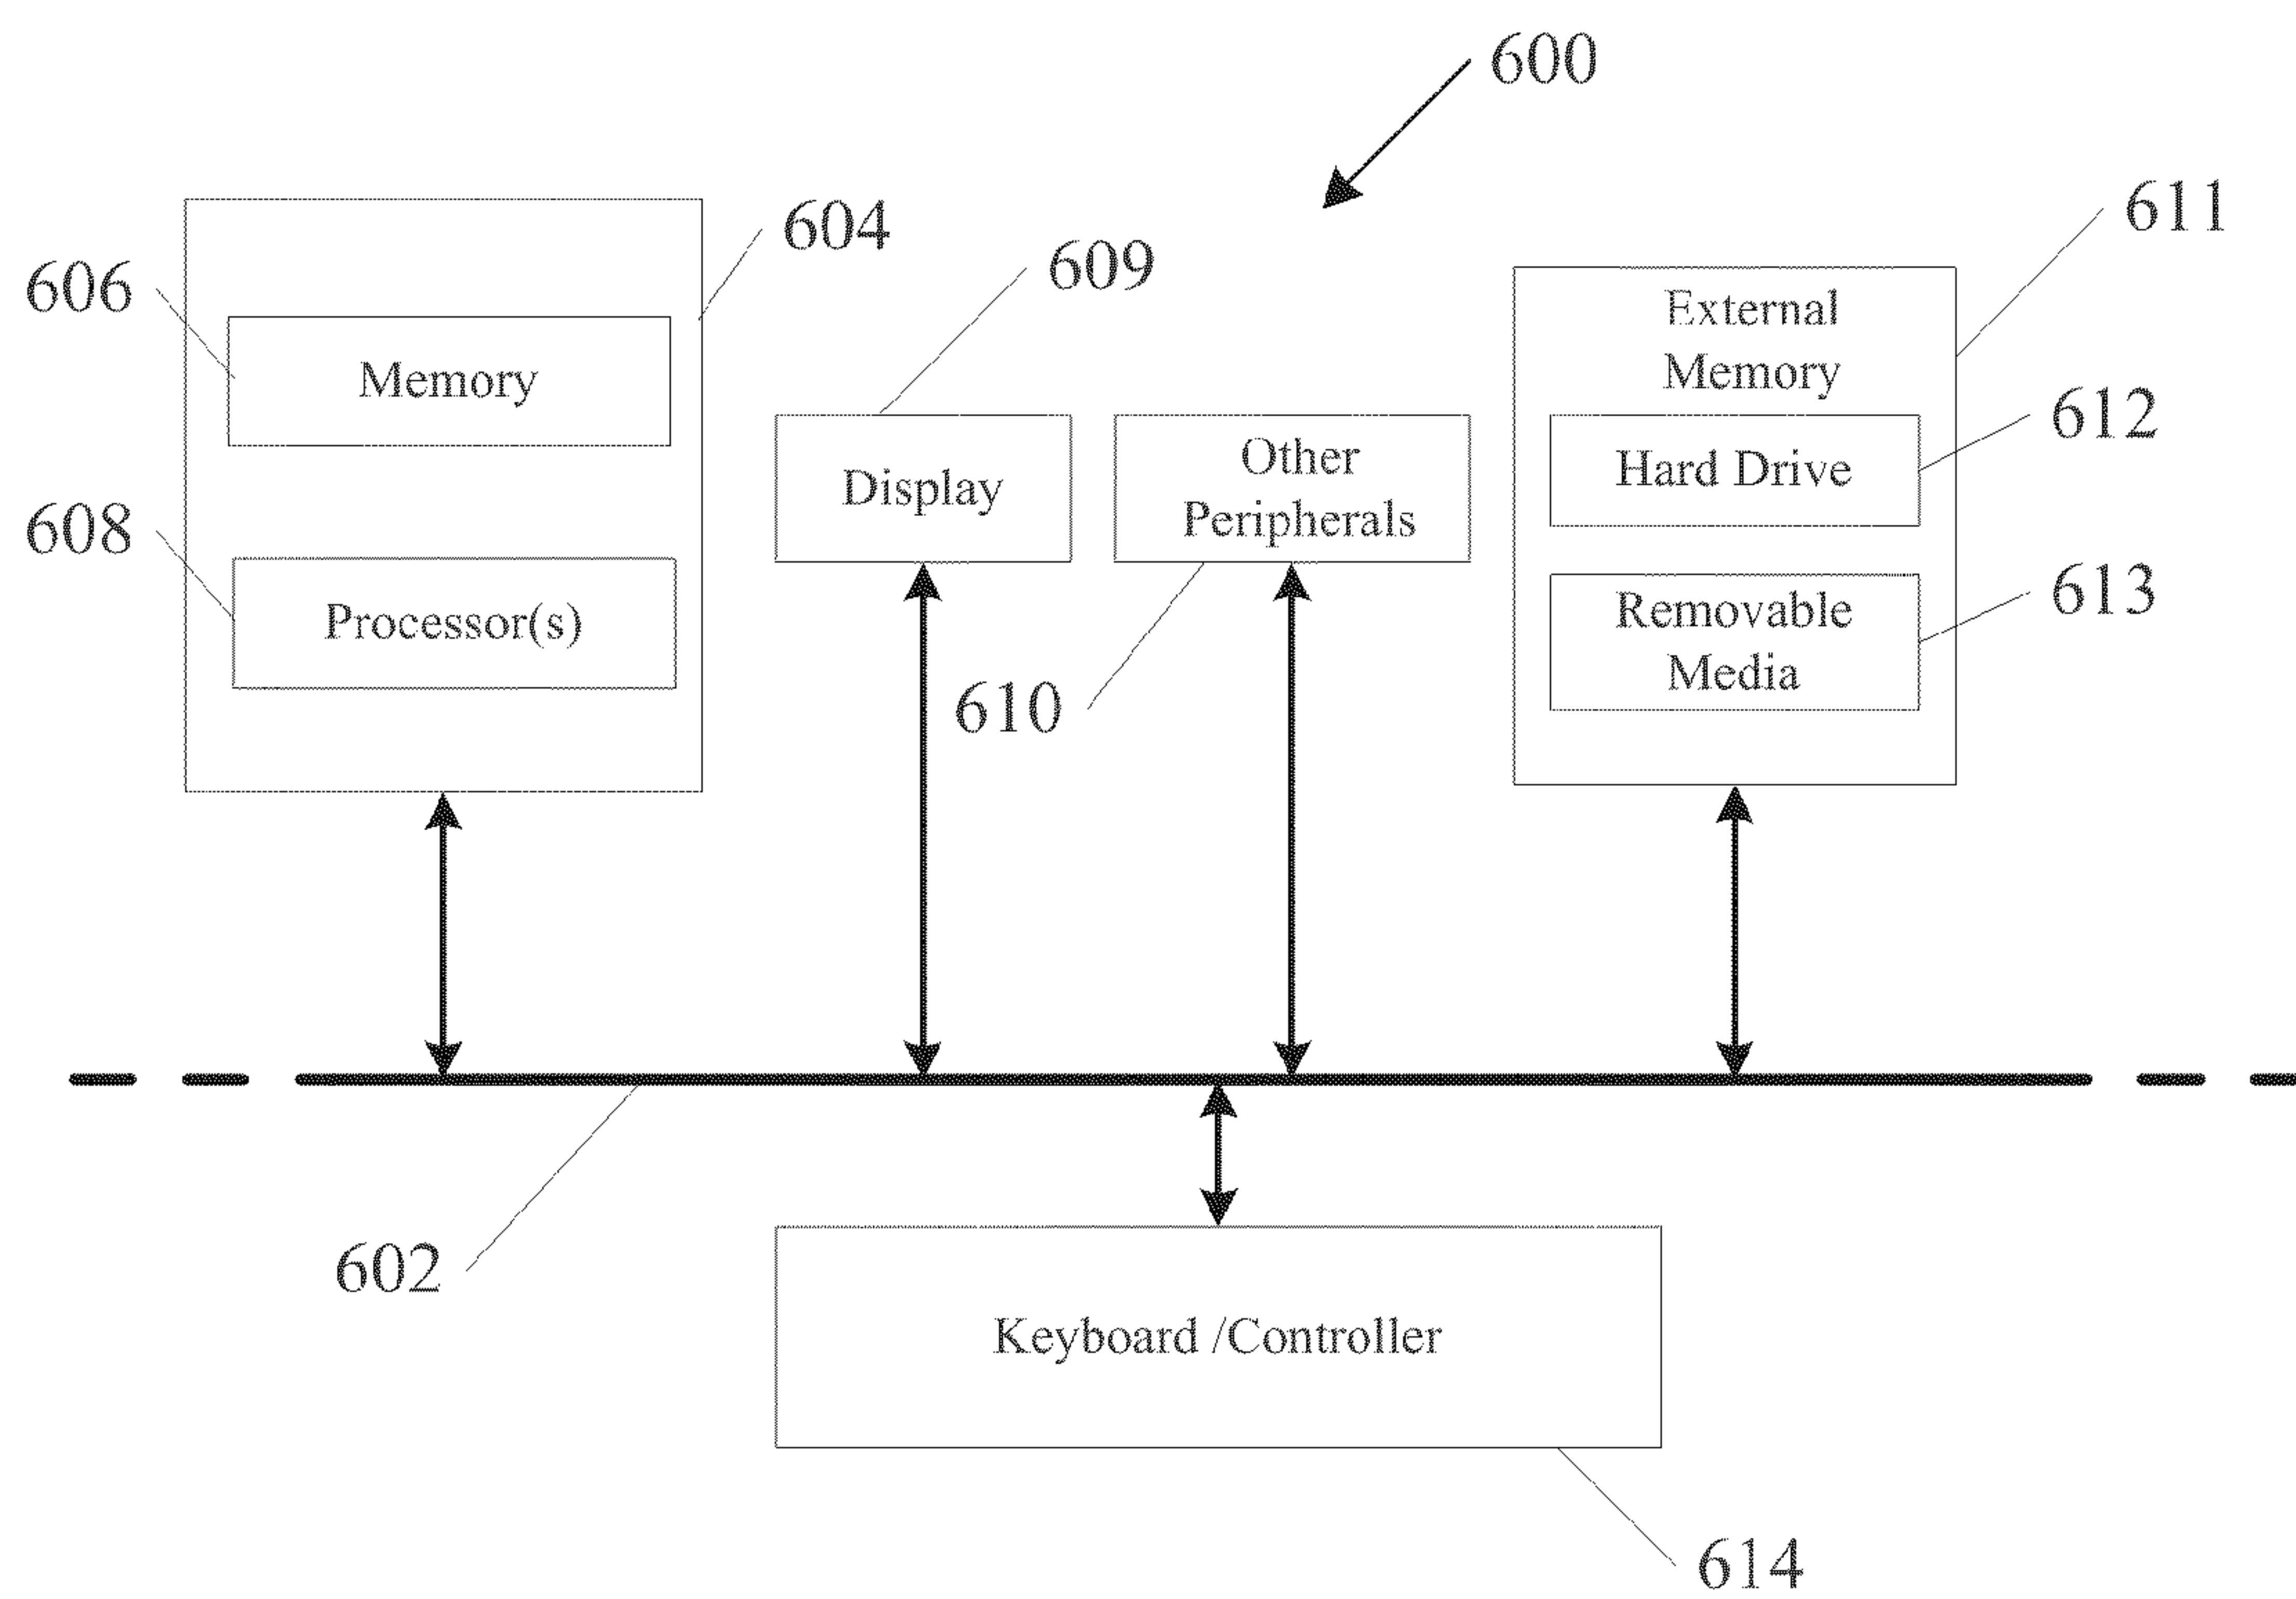 600
611
604
609
606
External
Memory
Memory
612
Other
Hard Drive
Display
Peripherals
608
613
Removable
Processor(s)
Media
610
602
Keyboard /Controller
614